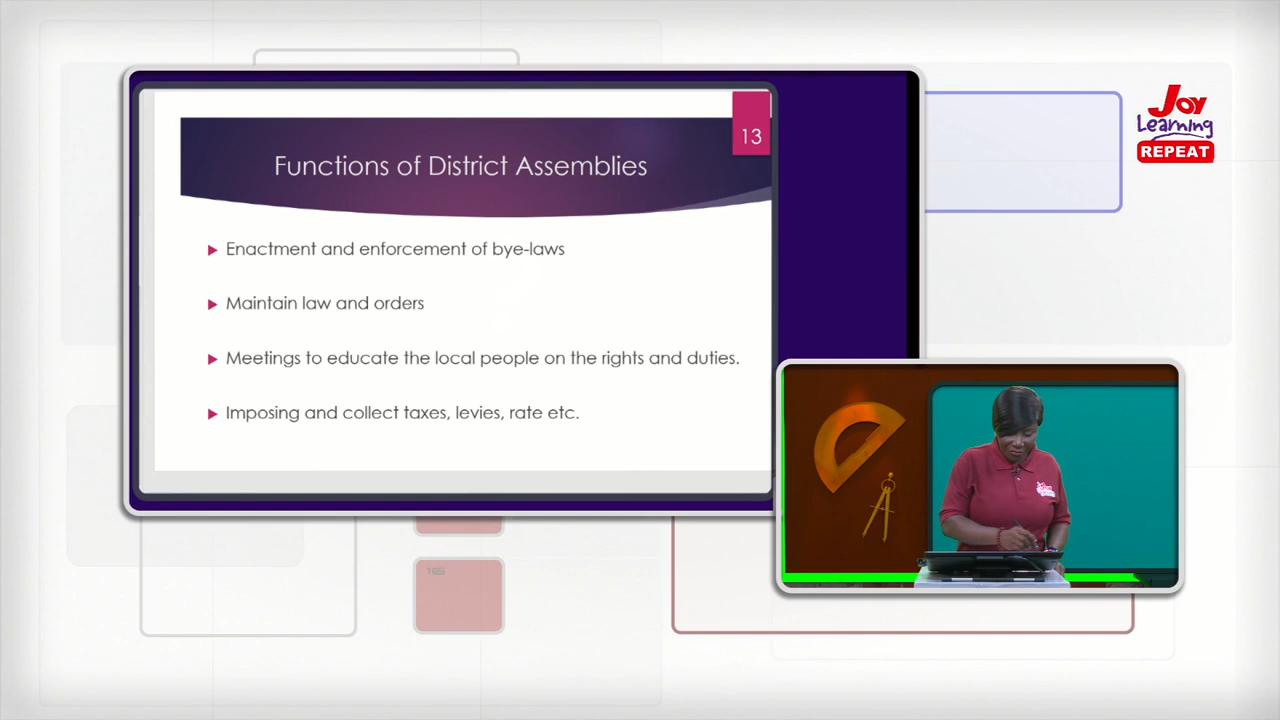 13
Functions of District Assemblies
Enactment and enforcement of bye-laws
Maintain law and orders
Meetings to educate the local people on the rights and duties.
Imposing and collect taxes, levies, rate etc.
Joy
Learning
REPEAT